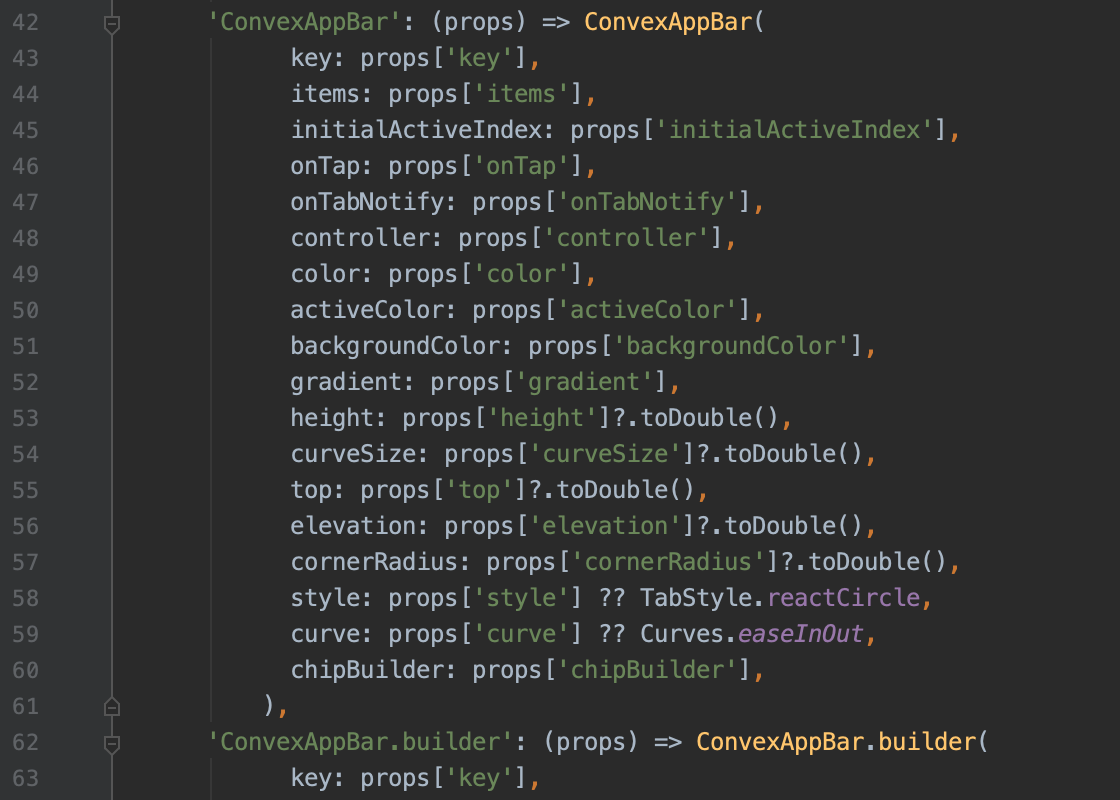 42 'ConvexAppBar': (props) => ConvexAppBar(
43 key: props['key'],
44 items: props['items'],
45 initialActiveIndex: props['initialActiveIndex'],
46 onTap: props['onTap'],
47 onTabNotify: props['onTabNotify'],
48 controller: props['controller'],
49 color: props['color'],
50 activeColor: props['activeColor'],
51 backgroundColor: props['backgroundColor'],
52 gradient: props['gradient'],
53 height: props['height']?.toDouble(),
54 curveSize: props['curveSize']?.toDouble(),
55 top: props['top']?.toDouble(),
56 elevation: props['elevation']?.toDouble(),
57 cornerRadius: props['cornerRadius']?.toDouble(),
58 style: props['style'] ?? TabStyle.reactCircle,
59 curve: props['curve'] ?? Curves.easeInOut,
60 chipBuilder: props['chipBuilder'],
61 ),
62 'ConvexAppBar.builder': (props) => ConvexAppBar.builder(
63 key: props['key'],